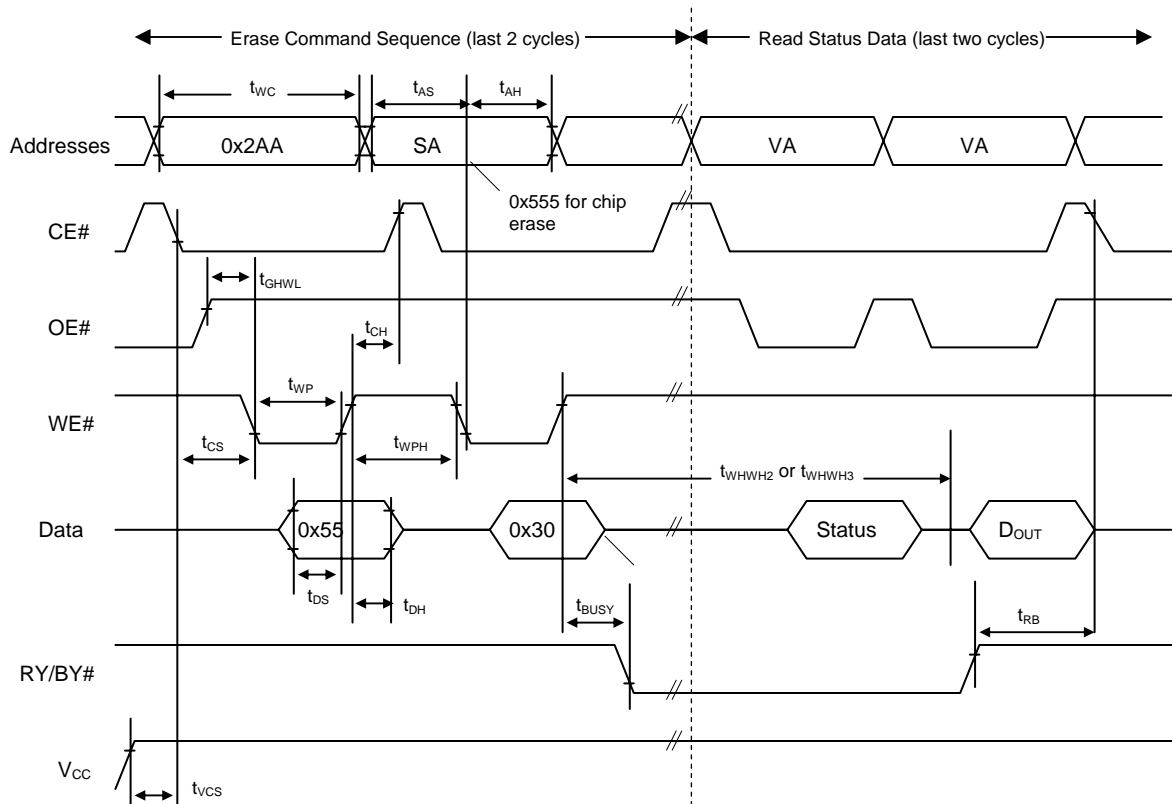 Erase Command Sequence (last 2 cycles)
Read Status Data (last two cycles)
tWC
tAS
tAH
Addresses
0x2AA
SA
VA
VA
0x555 for chip
erase
CE#
tGHWL
OE#
tCH
tWP
WE#
tCS
tWPH
tWHWH2 or tWHWH3
Data
0x55
0x30
Status
DOUT
tDS
tDH
tBUSY
tRB
RY/BY#
VCC
tVCS